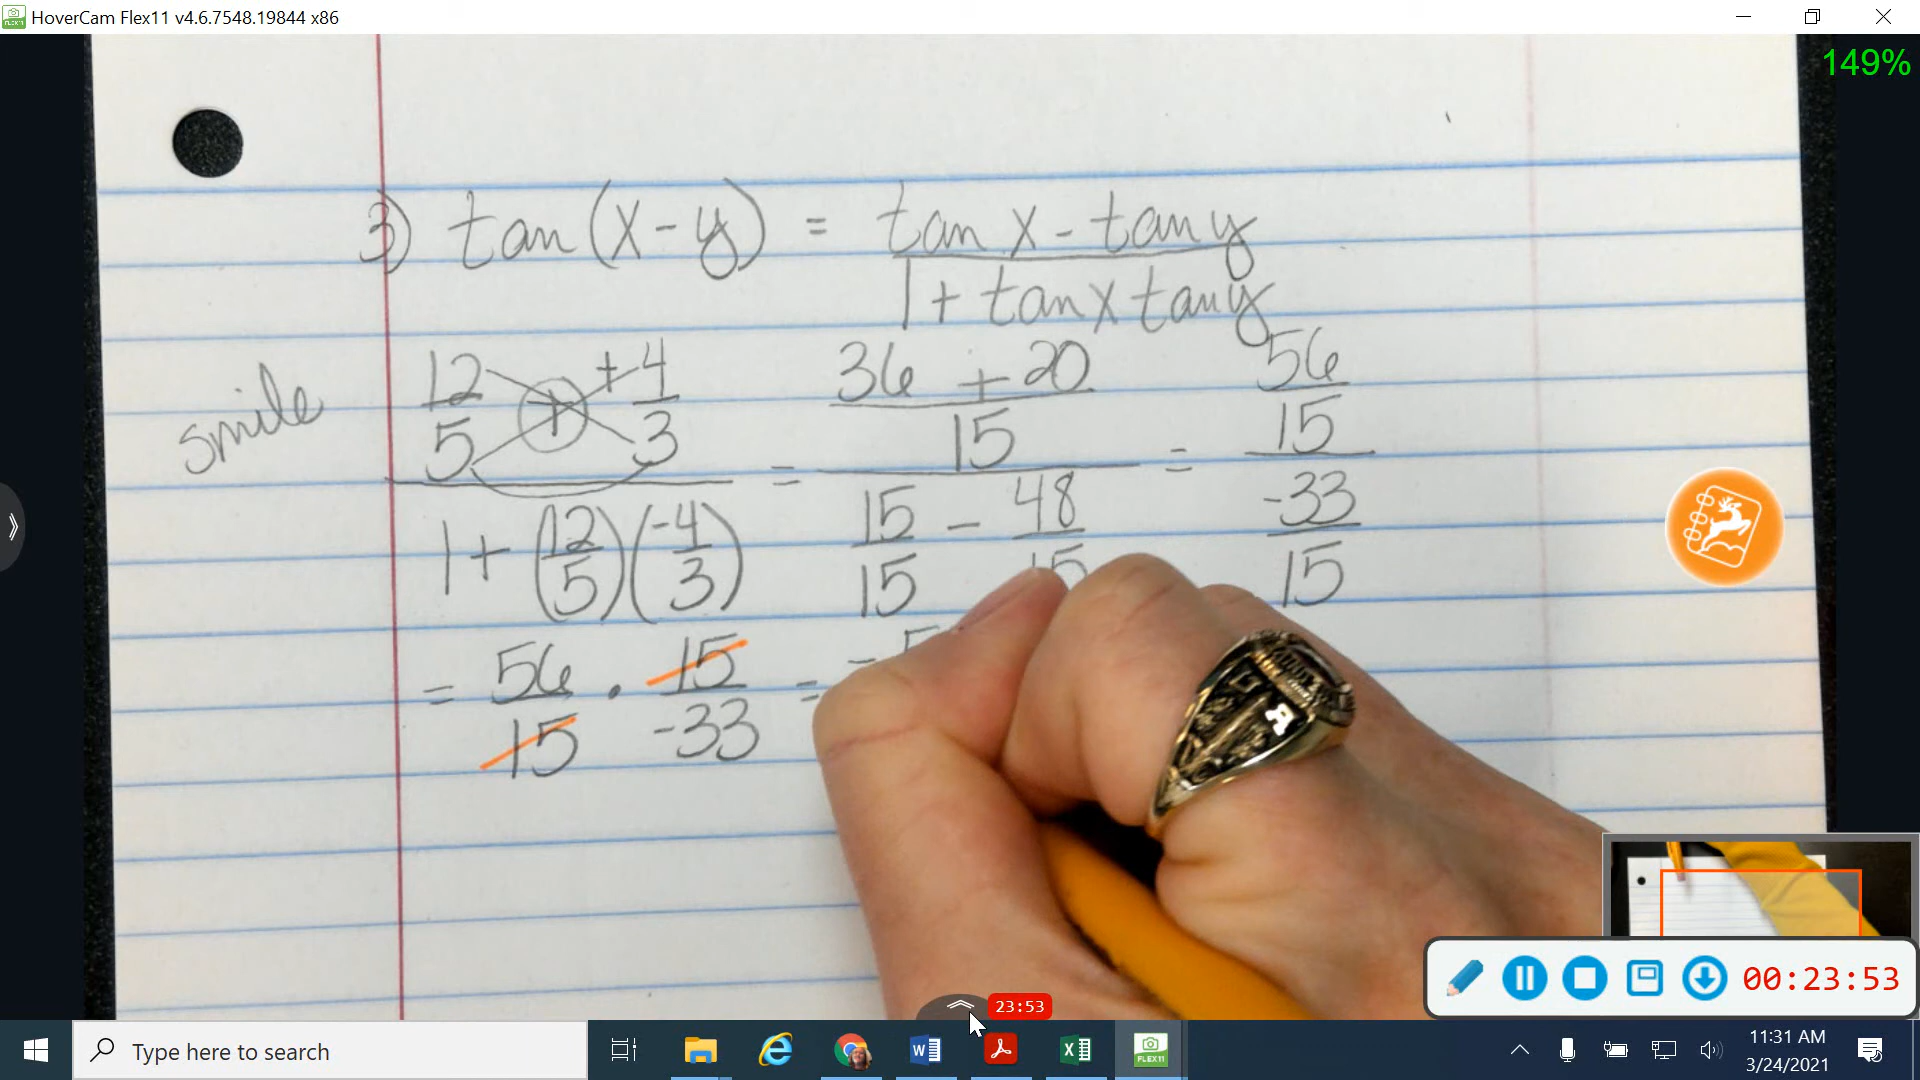 HoverCam Flex11 v4.6.7548.19844 x86
149%
3) tan(x-y) = tan x - tan y
1 + tan x tan y
smile 12 + +4 36 + 20 56
5 3 = 15 = 15
1 + (12/5)(-4/3) 15/15 - 48/15 -33/15
= 56/15 · 15/-33 = -
00:23:53
23:53
Type here to search
FLEX11
11:31 AM
3/24/2021